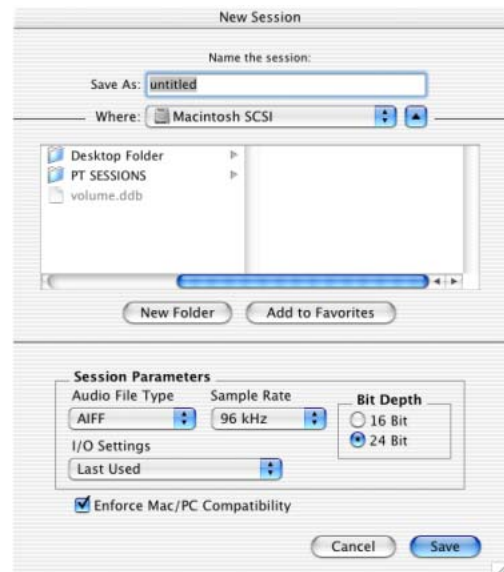 New Session
Name the session:
Save As: untitled
Where: Macintosh SCSI
Desktop Folder
PT SESSIONS
volume.ddb
New Folder Add to Favorites
Session Parameters
Audio File Type Sample Rate Bit Depth
AIFF 96 kHz 16 Bit
24 Bit
I/O Settings
Last Used
Enforce Mac/PC Compatibility
Cancel Save